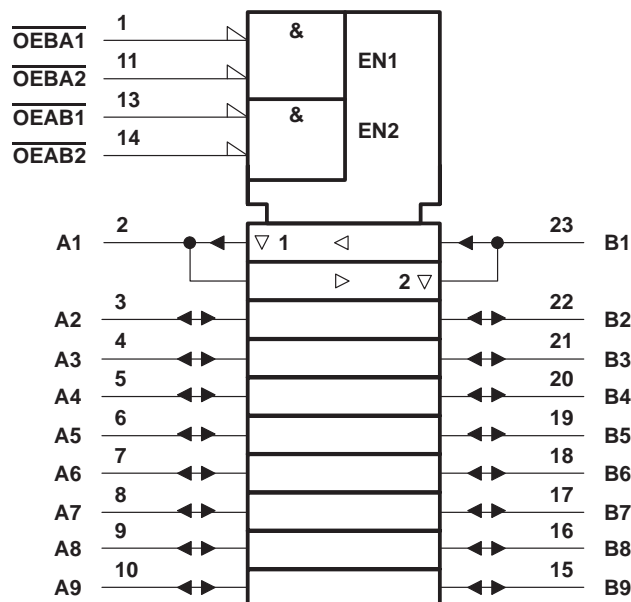 OEBA1 1 &
EN1
OEBA2 11
OEAB1 13 &
EN2
OEAB2 14
A1 2 1 23 B1
2
A2 3 22 B2
A3 4 21 B3
A4 5 20 B4
A5 6 19 B5
A6 7 18 B6
A7 8 17 B7
A8 9 16 B8
A9 10 15 B9